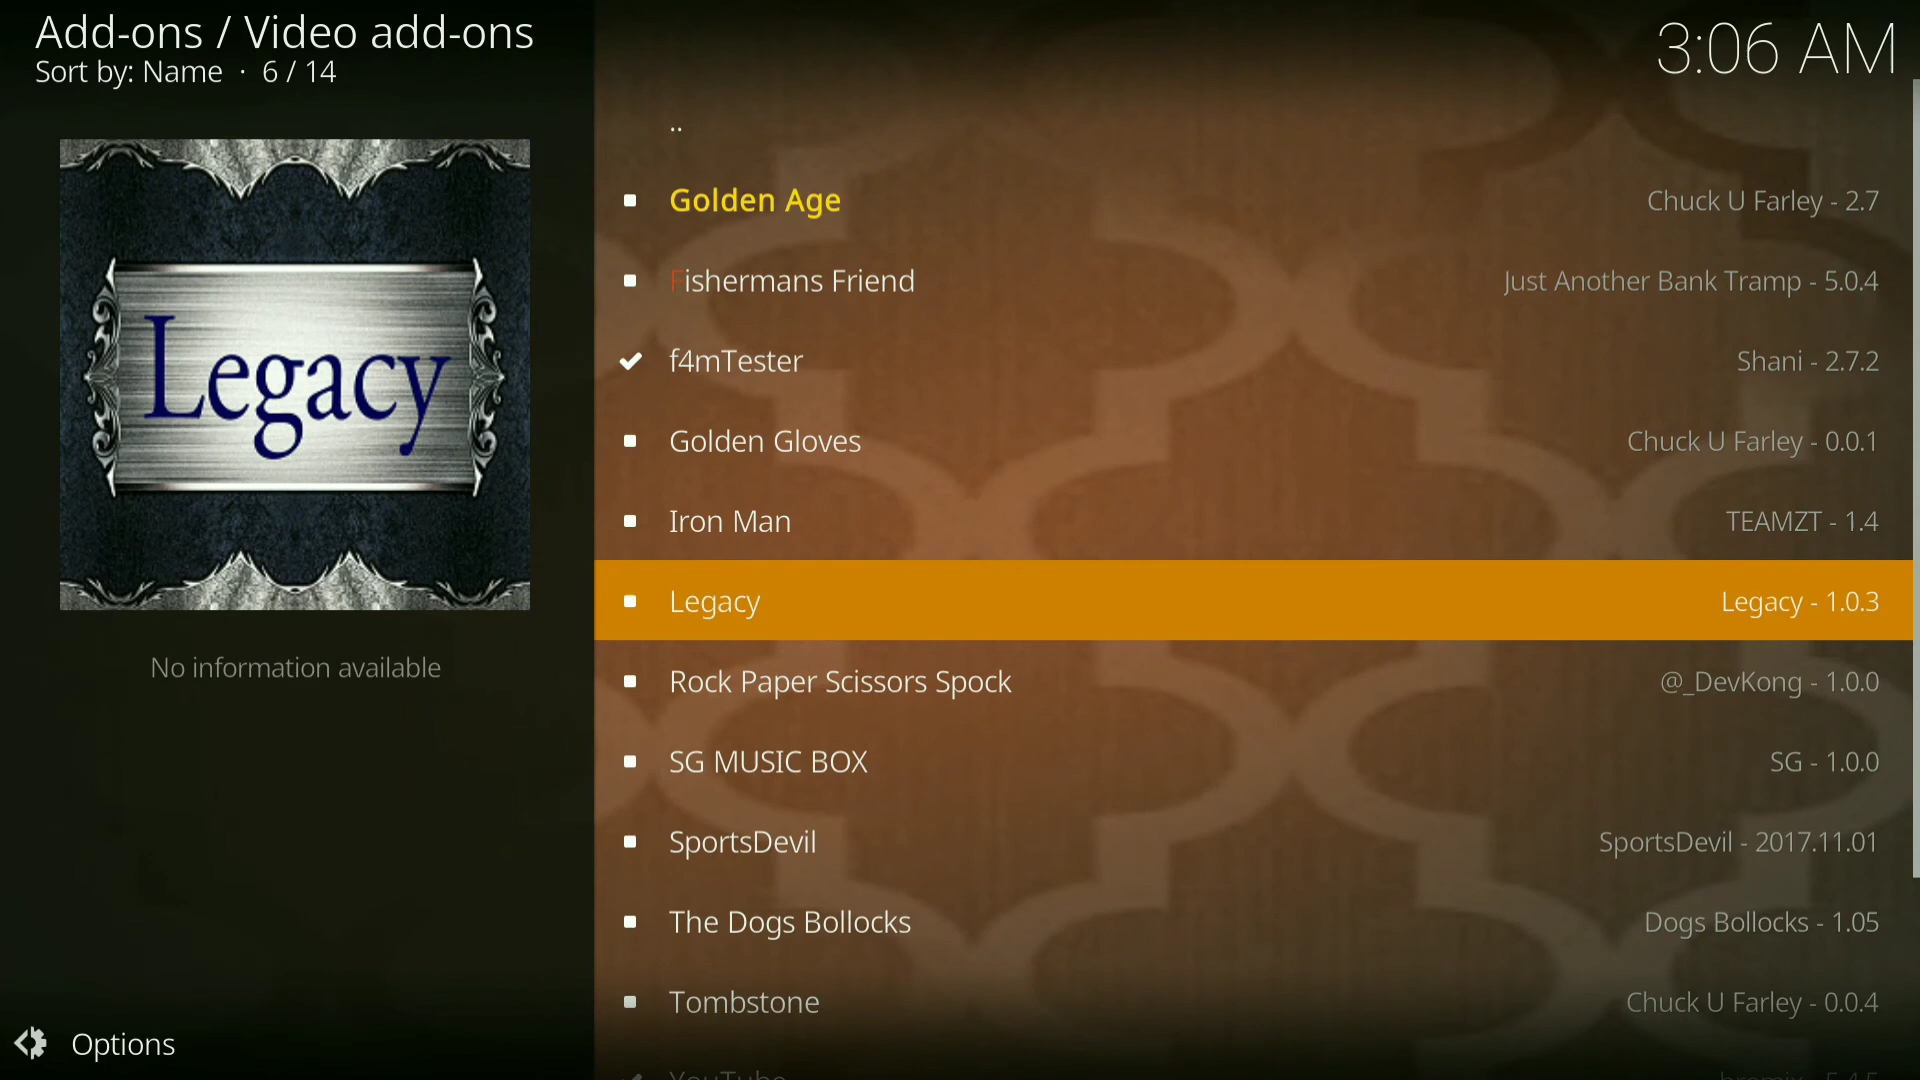 Add-ons / Video add-ons
Sort by: Name · 6 / 14
3:06 AM
Legacy
No information available
..
Golden Age Chuck U Farley - 2.7
Fishermans Friend Just Another Bank Tramp - 5.0.4
f4mTester Shani - 2.7.2
Golden Gloves Chuck U Farley - 0.0.1
Iron Man TEAMZT - 1.4
Legacy Legacy - 1.0.3
Rock Paper Scissors Spock @_DevKong - 1.0.0
SG MUSIC BOX SG - 1.0.0
SportsDevil SportsDevil - 2017.11.01
The Dogs Bollocks Dogs Bollocks - 1.05
Tombstone Chuck U Farley - 0.0.4
YouTube
Options